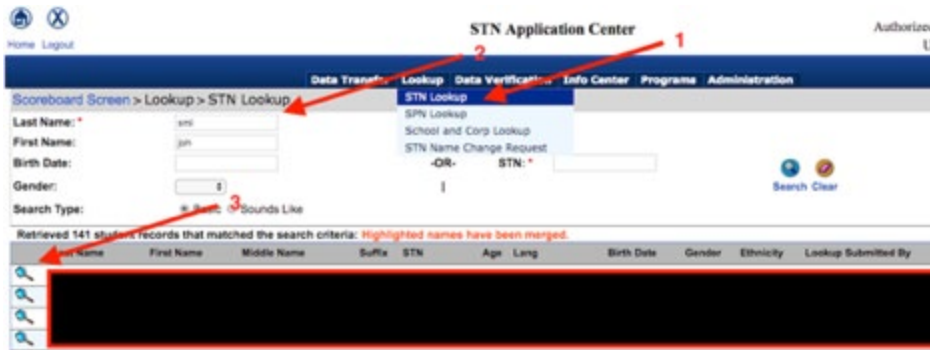 STN Application Center
Authorized
Home Logout
U
1
2
Data Transfer Lookup Data Verification Info Center Programs Administration
Scoreboard Screen > Lookup > STN Lookup
STN Lookup
SPN Lookup
School and Corp Lookup
STN Name Change Request
Last Name: * sml
First Name: jon
Birth Date:
-OR- STN: *
Gender:
Search Clear
Search Type: Basic Sounds Like
3
Retrieved 141 student records that matched the search criteria: Highlighted names have been merged.
Last Name First Name Middle Name Suffix STN Age Lang Birth Date Gender Ethnicity Lookup Submitted By